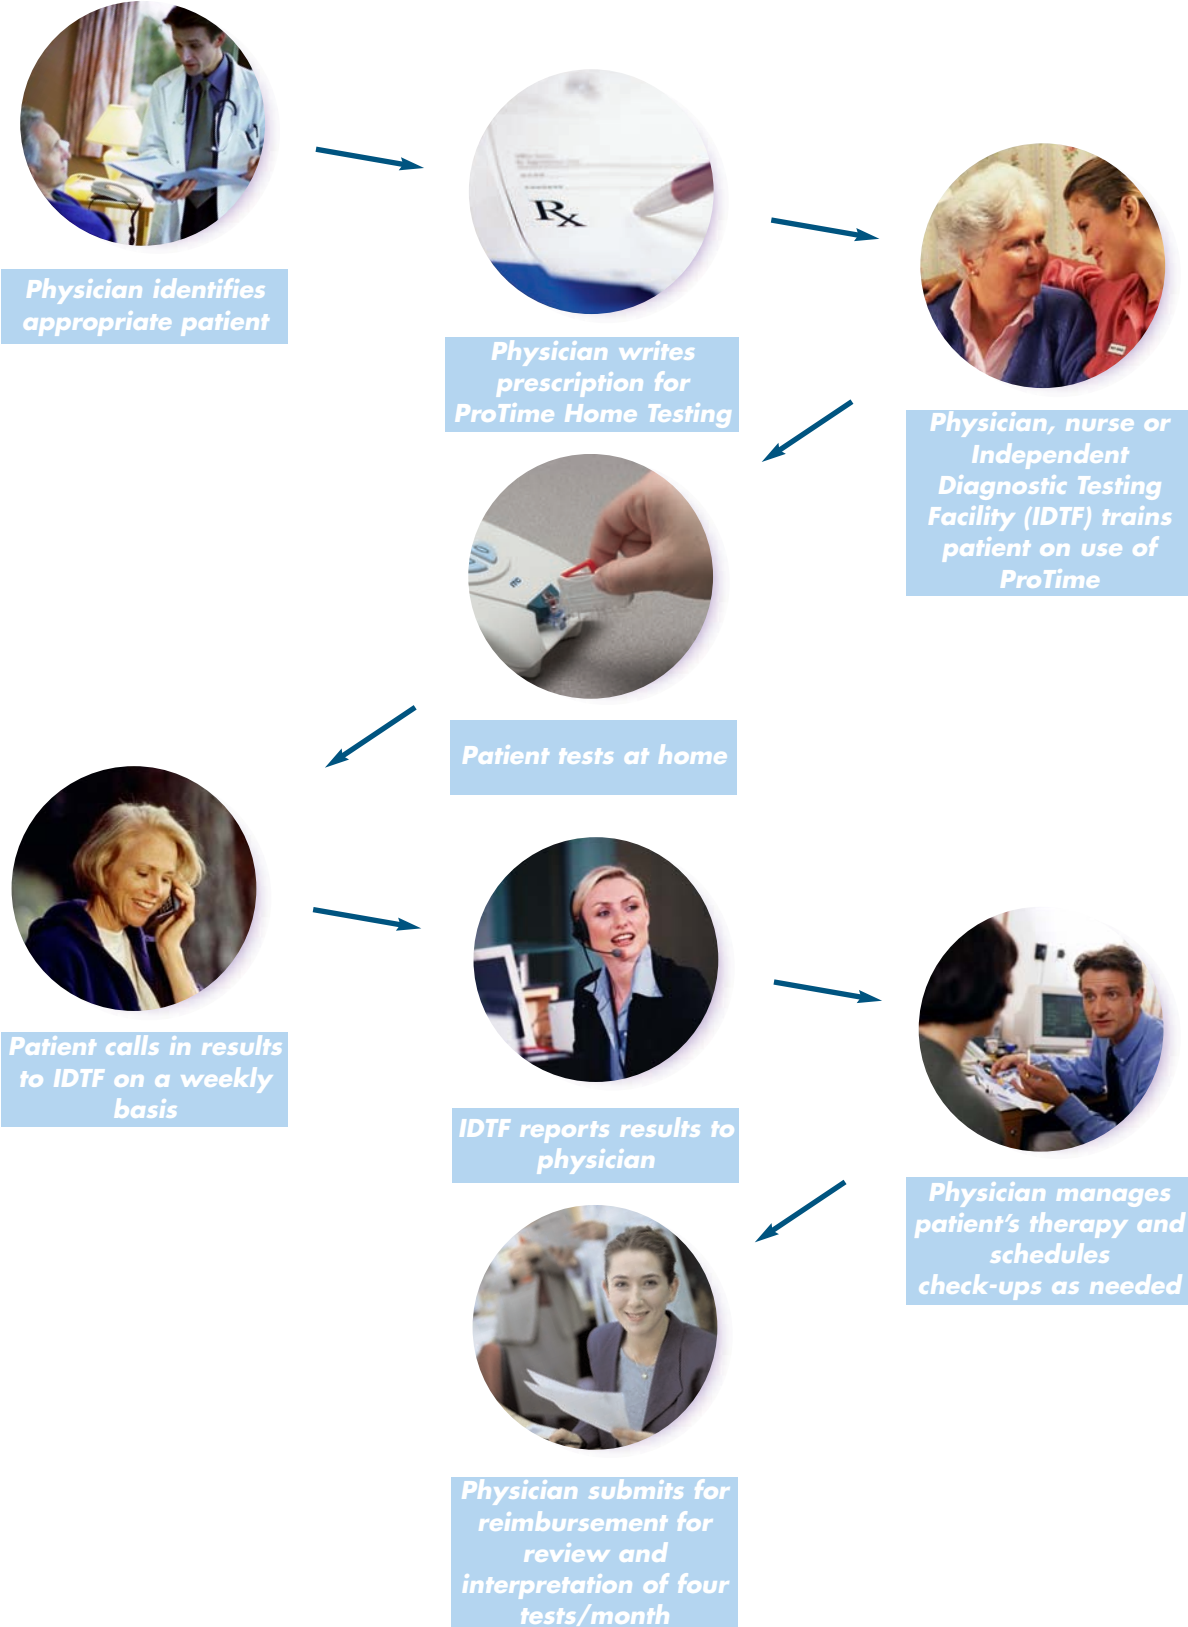 Physician identifies
appropriate patient
Rx
Physician writes
prescription for
ProTime Home Testing
Physician, nurse or
Independent
Diagnostic Testing
Facility (IDTF) trains
patient on use of
ProTime
Patient tests at home
Patient calls in results
to IDTF on a weekly
basis
IDTF reports results to
physician
Physician manages
patient’s therapy and
schedules
check-ups as needed
Physician submits for
reimbursement for
review and
interpretation of four
tests/month